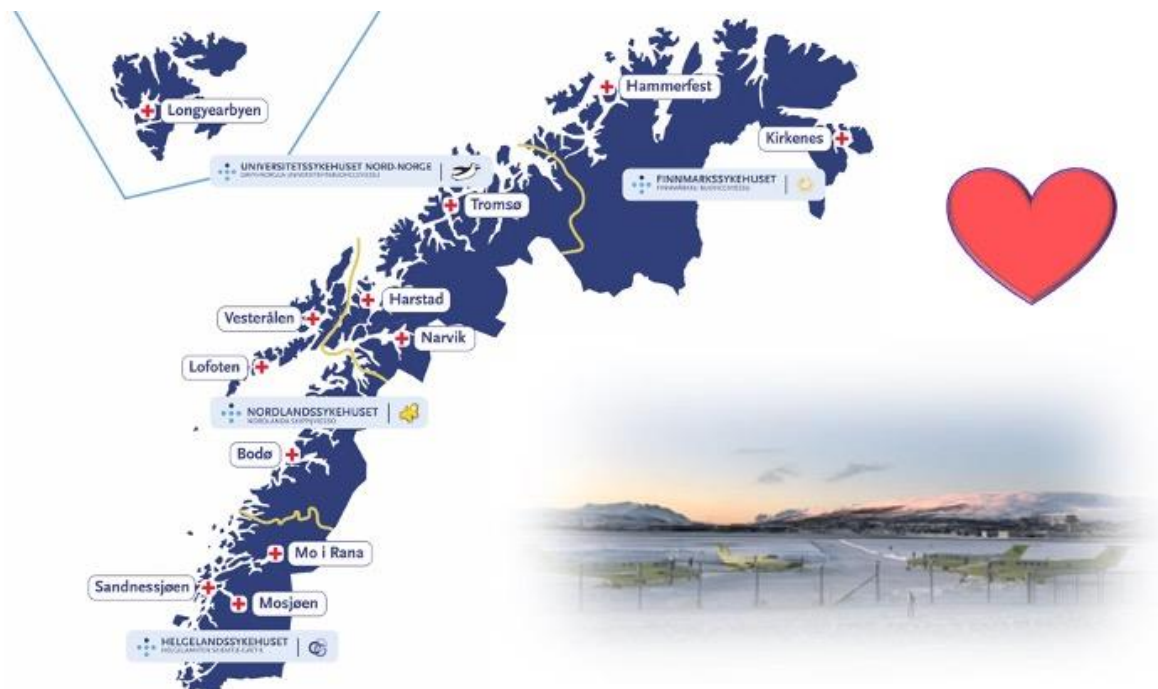 Longyearbyen
Hammerfest
Kirkenes
UNIVERSITETSSYKEHUSET NORD-NORGE
FINNMARKSSYKEHUSET
Tromsø
Harstad
Vesterålen
Narvik
Lofoten
NORDLANDSSYKEHUSET
Bodø
Mo i Rana
Sandnessjøen
Mosjøen
HELGELANDSSYKEHUSET